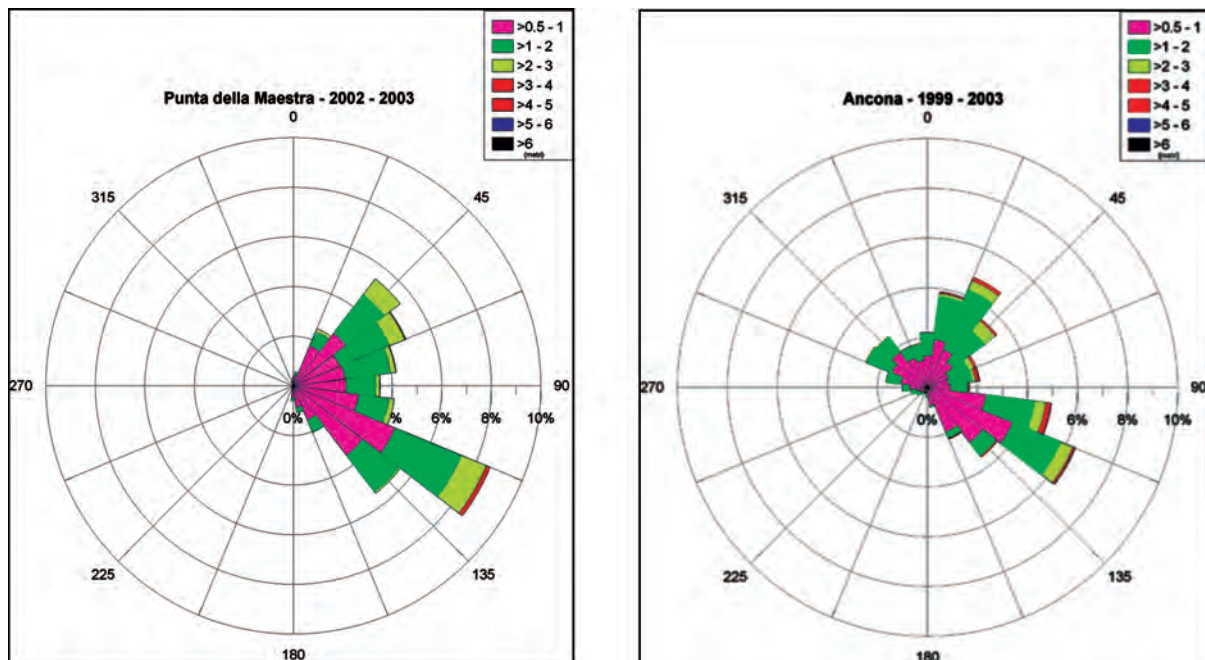 >0.5 - 1
>1 - 2
>2 - 3
>3 - 4
>4 - 5
>5 - 6
>6
(metri)
Punta della Maestra - 2002 - 2003
0
315
45
270
0%
4%
6%
8%
10%
90
225
135
180
>0.5 - 1
>1 - 2
>2 - 3
>3 - 4
>4 - 5
>5 - 6
>6
(metri)
Ancona - 1999 - 2003
0
315
45
270
0%
6%
8%
10%
90
225
135
180